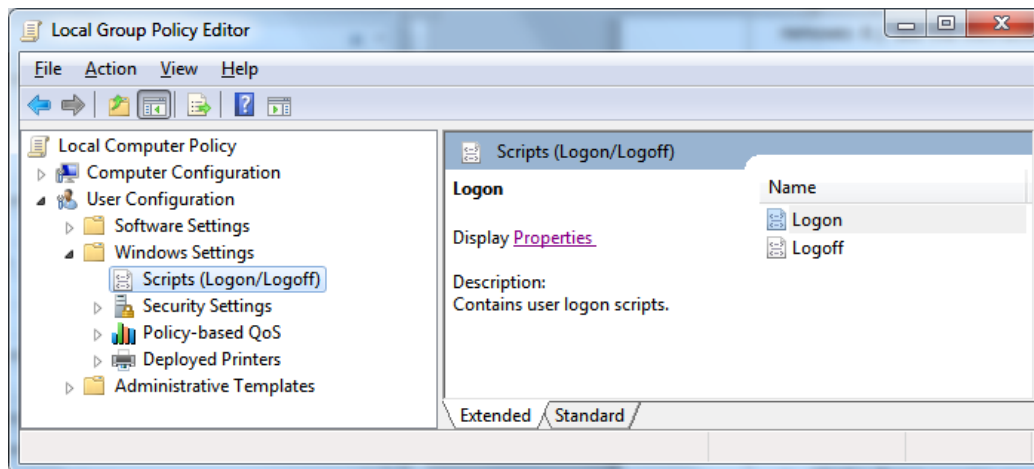 Local Group Policy Editor
File Action View Help
Local Computer Policy
Computer Configuration
User Configuration
Software Settings
Windows Settings
Scripts (Logon/Logoff)
Security Settings
Policy-based QoS
Deployed Printers
Administrative Templates
Scripts (Logon/Logoff)
Logon
Display Properties
Description:
Contains user logon scripts.
Name
Logon
Logoff
Extended Standard